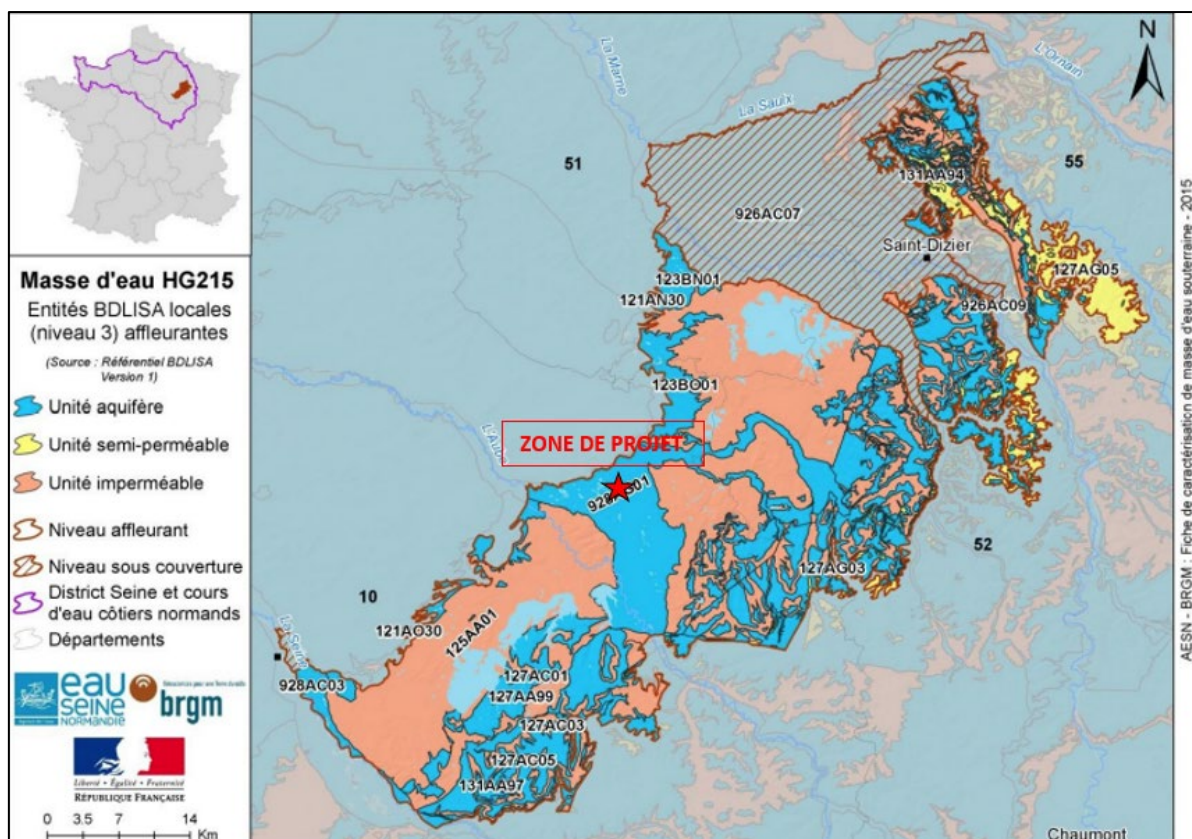 Masse d'eau HG215
Entités BDLISA locales
(niveau 3) affleurantes
(Source : Référentiel BDLISA
Version 1)
Unité aquifère
Unité semi-perméable
Unité imperméable
Niveau affleurant
Niveau sous couverture
District Seine et cours
d'eau côtiers normands
Départements
eau
SEINE
NORMANDIE
brgm
Liberté • Égalité • Fraternité
RÉPUBLIQUE FRANÇAISE
0 3.5 7 14
Km
N
La Marne
L'Ornain
La Saulx
51
55
131AA94
926AC07
Saint-Dizier
127AG05
123BN01
926AC09
121AN30
123BO01
L'Aube
ZONE DE PROJET
52
127AG03
10
125AA01
121AO30
La Seine
127AC01
928AC03
127AA99
127AC03
127AC05
131AA97
Chaumont
AESN - BRGM : Fiche de caractérisation de masse d'eau souterraine - 2015